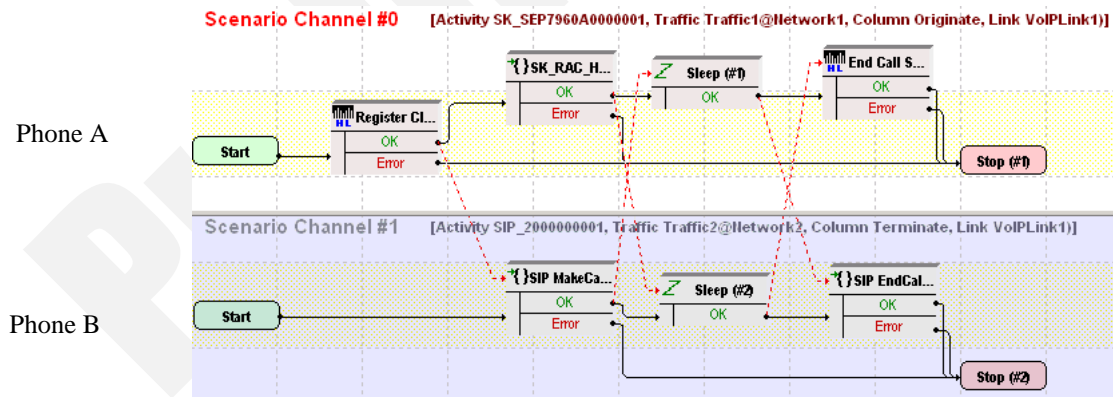 Scenario Channel #0 [Activity SK_SEP7960A0000001, Traffic Traffic1@Network1, Column Originate, Link VoIPLink1)]
{}SK_RAC_H...
OK
Error
Sleep (#1)
OK
HL End Call S...
OK
Error
Phone A
Start
HL Register Cl...
OK
Error
Stop (#1)
Scenario Channel #1 [Activity SIP_2000000001, Traffic Traffic2@Network2, Column Terminate, Link VoIPLink1)]
Phone B
Start
{}SIP MakeCa...
OK
Error
Sleep (#2)
OK
{}SIP EndCal...
OK
Error
Stop (#2)